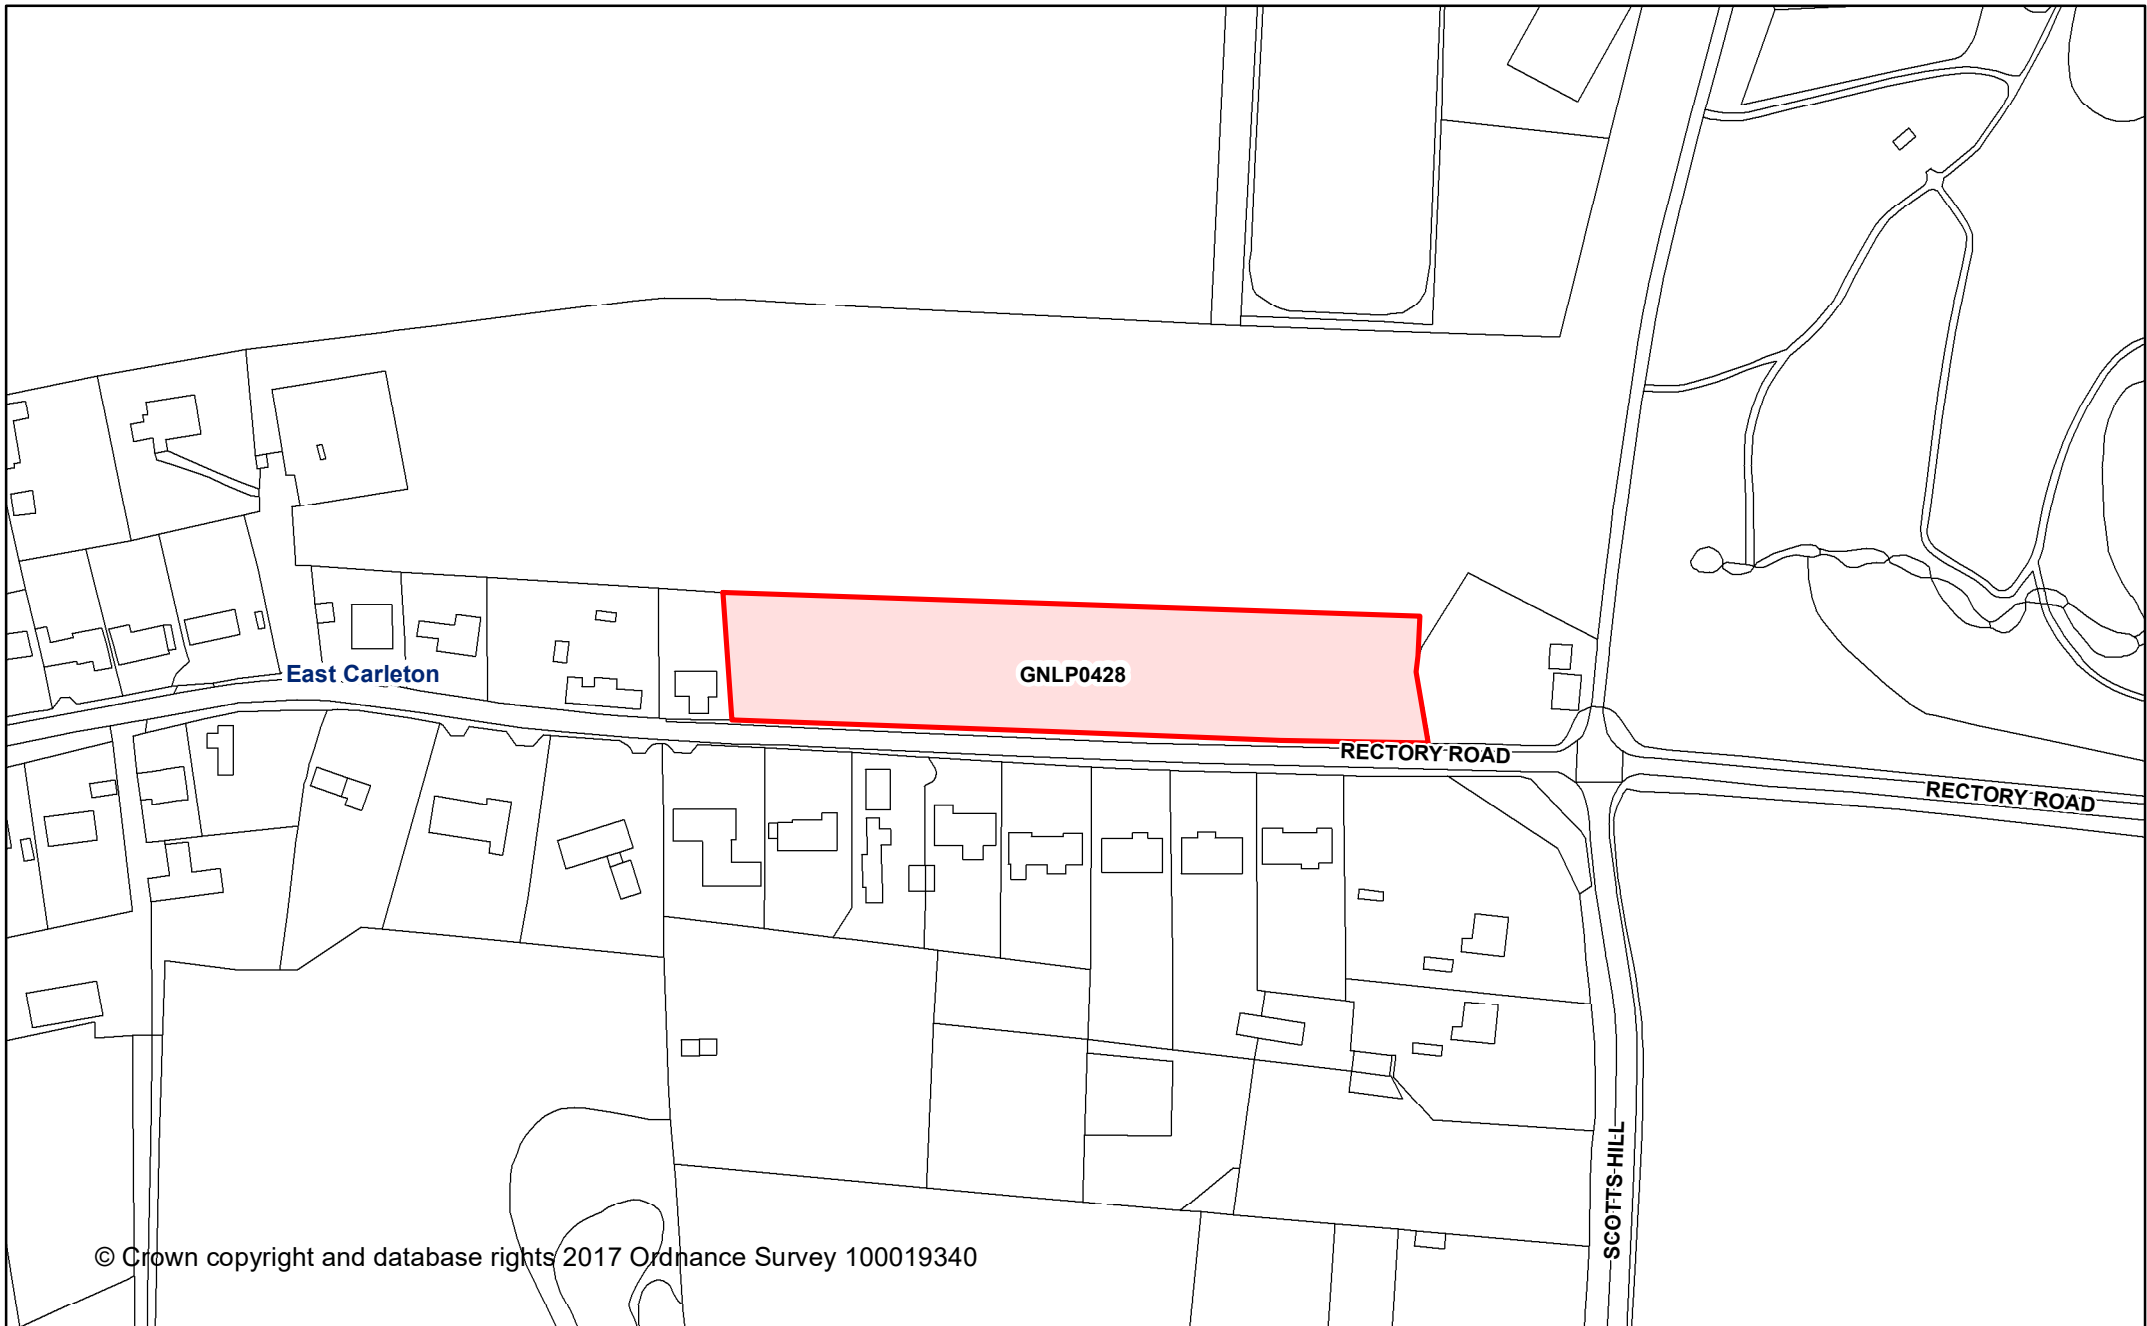 East Carleton
GNLP0428
RECTORY ROAD
RECTORY ROAD
SCOTTS HILL
© Crown copyright and database rights 2017 Ordnance Survey 100019340